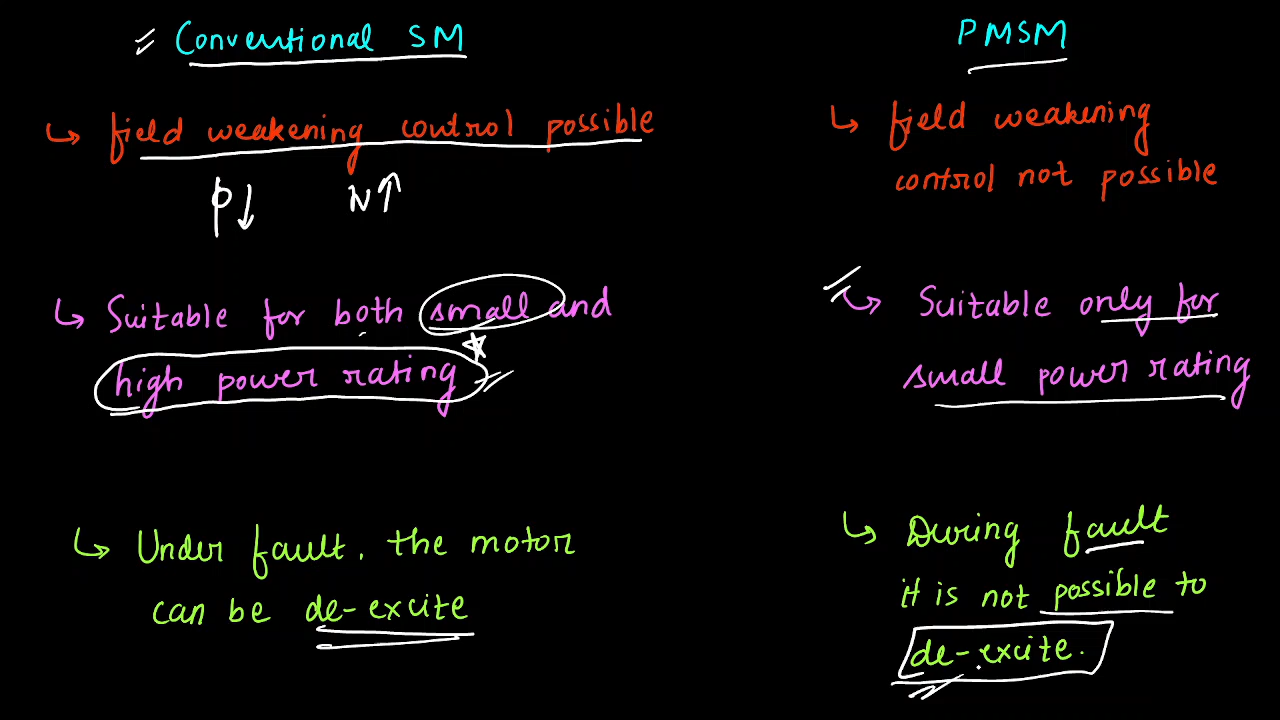 Conventional SM
↳ field weakening control possible
φ↓ N↑
↳ Suitable for both small and
high power rating
↳ Under fault, the motor
can be de-excite
PMSM
↳ field weakening
control not possible
↳ Suitable only for
small power rating
↳ During fault
it is not possible to
de-excite.